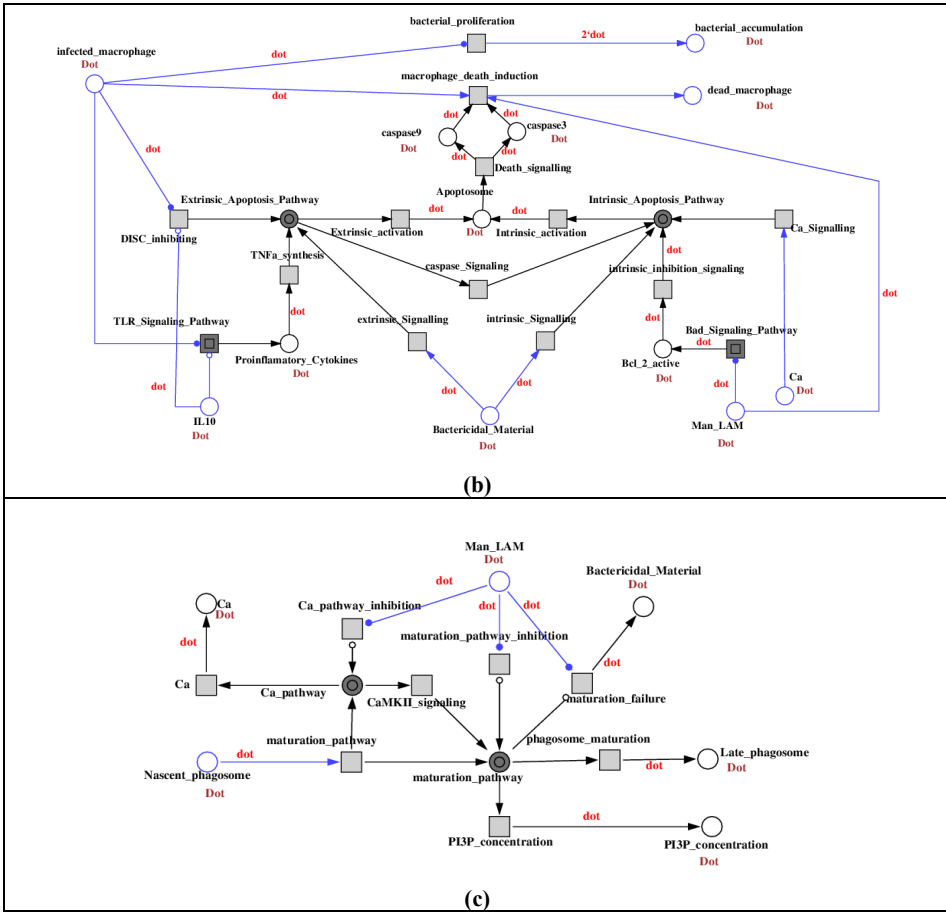 bacterial_proliferation
bacterial_accumulation
infected_macrophage
dot
2'dot
Dot
Dot
dot
macrophage_death_induction
dead_macrophage
dot
Dot
dot
dot
caspase9
caspase3
Dot
Dot
dot
dot
Death_signalling
dot
Extrinsic_Apoptosis_Pathway
Apoptosome
Intrinsic_Apoptosis_Pathway
dot
dot
DISC_inhibiting
Extrinsic_activation
Dot
Intrinsic_activation
Ca_Signalling
TNFa_synthesis
dot
caspase_Signaling
intrinsic_inhibition_signaling
dot
TLR_Signaling_Pathway
dot
extrinsic_Signalling
intrinsic_Signalling
dot
Bad_Signaling_Pathway
dot
Proinflamatory_Cytokines
Dot
Bcl_2_active
Dot
dot
dot
dot
dot
dot
Ca
Dot
IL10
Dot
Bactericidal_Material
Dot
Man_LAM
Dot
(b)
Man_LAM
Dot
Bactericidal_Material
Dot
Ca
Dot
Ca_pathway_inhibition
dot
dot
dot
maturation_pathway_inhibition
dot
dot
Ca
Ca_pathway
CaMKII_signaling
maturation_failure
maturation_pathway
phagosome_maturation
dot
Late_phagosome
Nascent_phagosome
maturation_pathway
dot
Dot
Dot
dot
PI3P_concentration
PI3P_concentration
Dot
(c)